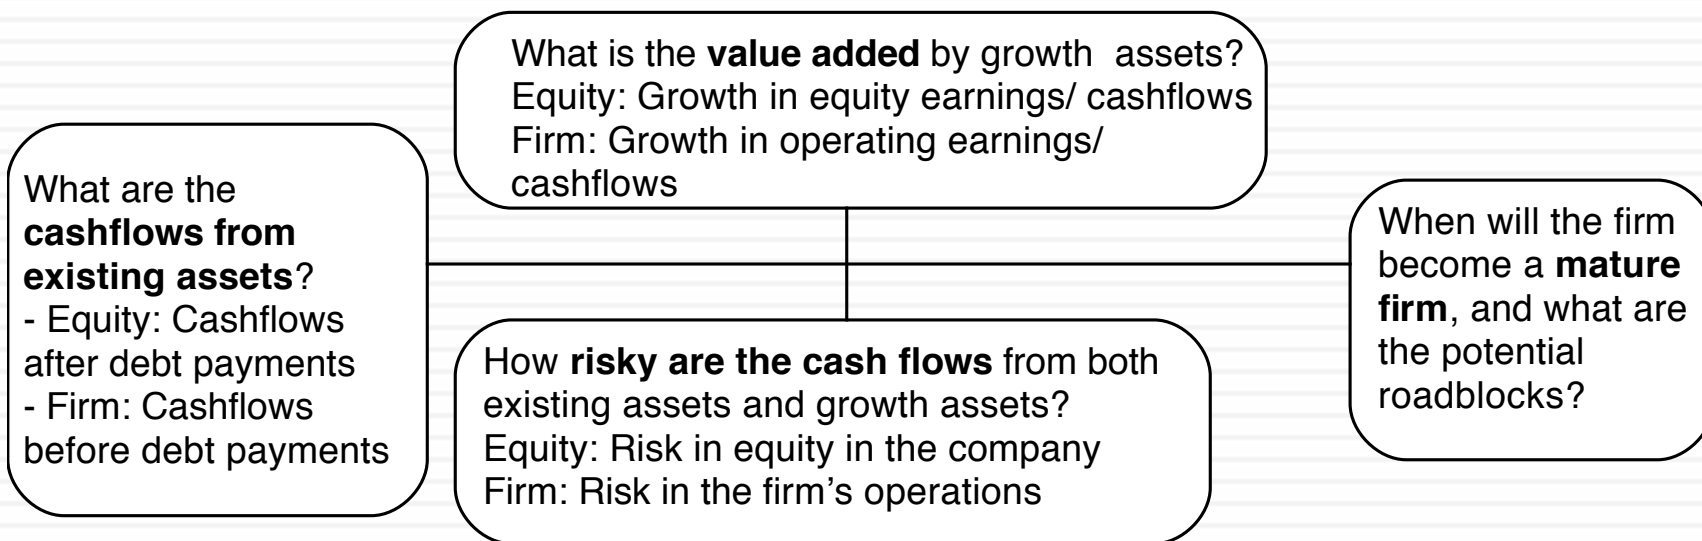 What is the value added by growth assets?
Equity: Growth in equity earnings/ cashflows
Firm: Growth in operating earnings/
cashflows
What are the
cashflows from
existing assets?
- Equity: Cashflows
after debt payments
- Firm: Cashflows
before debt payments
How risky are the cash flows from both
existing assets and growth assets?
Equity: Risk in equity in the company
Firm: Risk in the firm's operations
When will the firm
become a mature
firm, and what are
the potential
roadblocks?